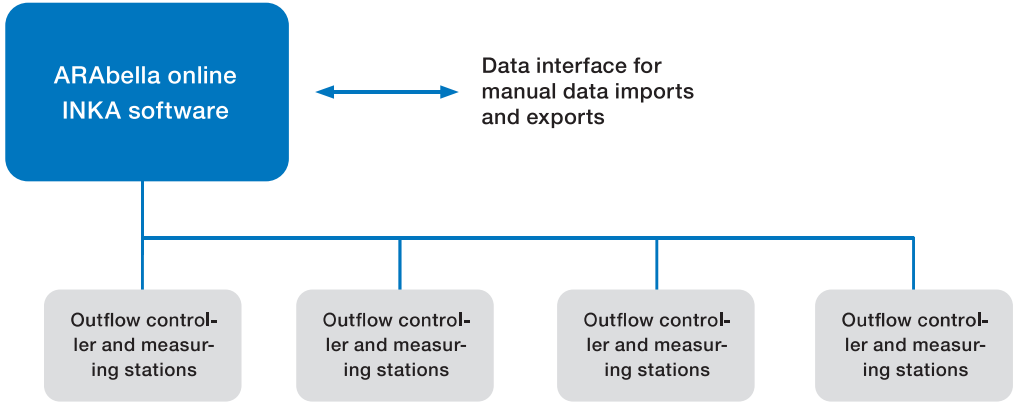 ARAbella online
INKA software
Data interface for
manual data imports
and exports
Outflow control-
ler and measur-
ing stations
Outflow control-
ler and measur-
ing stations
Outflow control-
ler and measur-
ing stations
Outflow control-
ler and measur-
ing stations